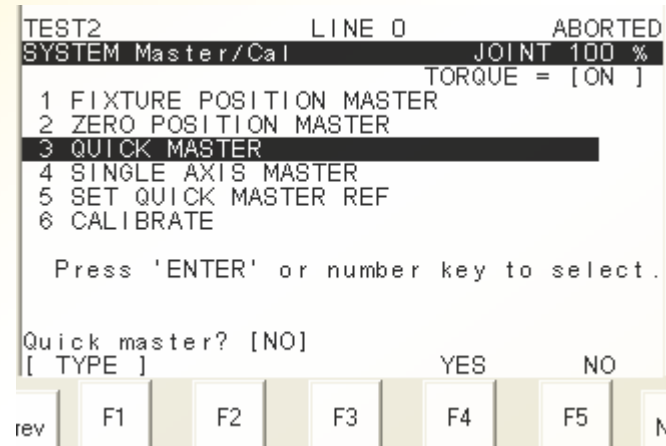 TEST2 LINE 0 ABORTED
SYSTEM Master/Cal JOINT 100 %
TORQUE = [ON ]
1 FIXTURE POSITION MASTER
2 ZERO POSITION MASTER
3 QUICK MASTER
4 SINGLE AXIS MASTER
5 SET QUICK MASTER REF
6 CALIBRATE
Press 'ENTER' or number key to select.
Quick master? [NO]
[ TYPE ] YES NO
F1 F2 F3 F4 F5